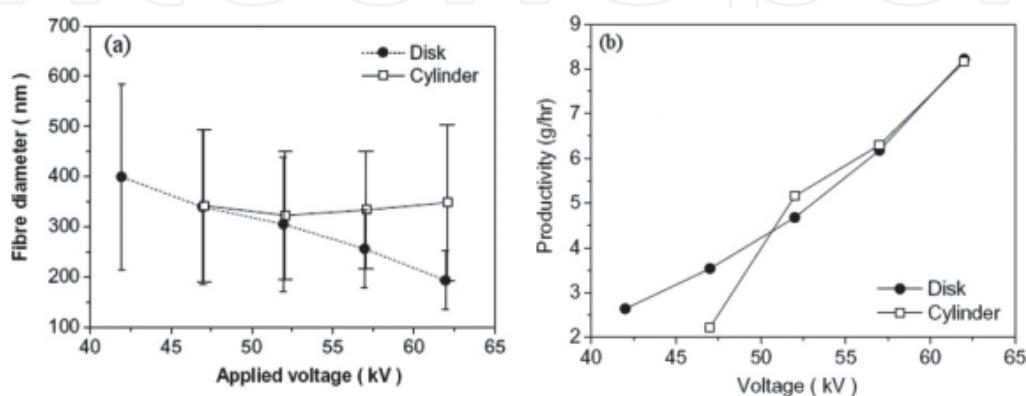 (a)
Disk
Cylinder
Fibre diameter ( nm )
700
600
500
400
300
200
100
40 45 50 55 60 65
Applied voltage ( kV )
(b)
Disk
Cylinder
Productivity (g/hr)
9
8
7
6
5
4
3
2
40 45 50 55 60 65
Voltage ( kV )